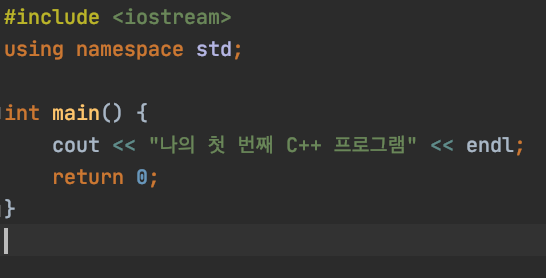 #include <iostream>
using namespace std;
int main() {
cout << "나의 첫 번째 C++ 프로그램" << endl;
return 0;
}